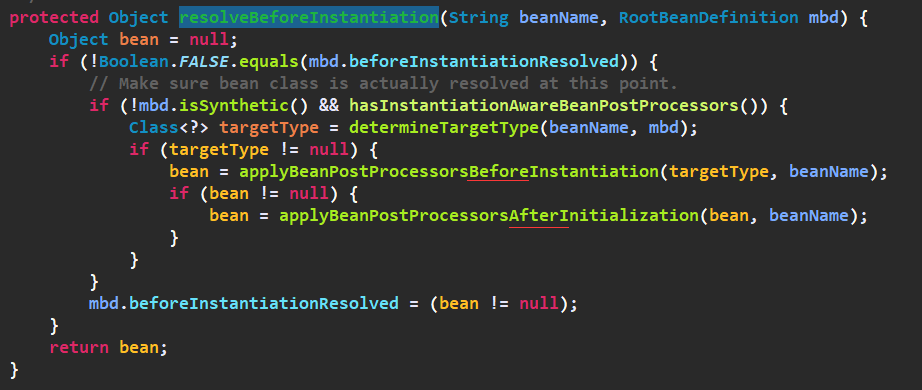 protected Object resolveBeforeInstantiation(String beanName, RootBeanDefinition mbd) {
    Object bean = null;
    if (!Boolean.FALSE.equals(mbd.beforeInstantiationResolved)) {
        // Make sure bean class is actually resolved at this point.
        if (!mbd.isSynthetic() && hasInstantiationAwareBeanPostProcessors()) {
            Class<?> targetType = determineTargetType(beanName, mbd);
            if (targetType != null) {
                bean = applyBeanPostProcessorsBeforeInstantiation(targetType, beanName);
                if (bean != null) {
                    bean = applyBeanPostProcessorsAfterInitialization(bean, beanName);
                }
            }
        }
        mbd.beforeInstantiationResolved = (bean != null);
    }
    return bean;
}